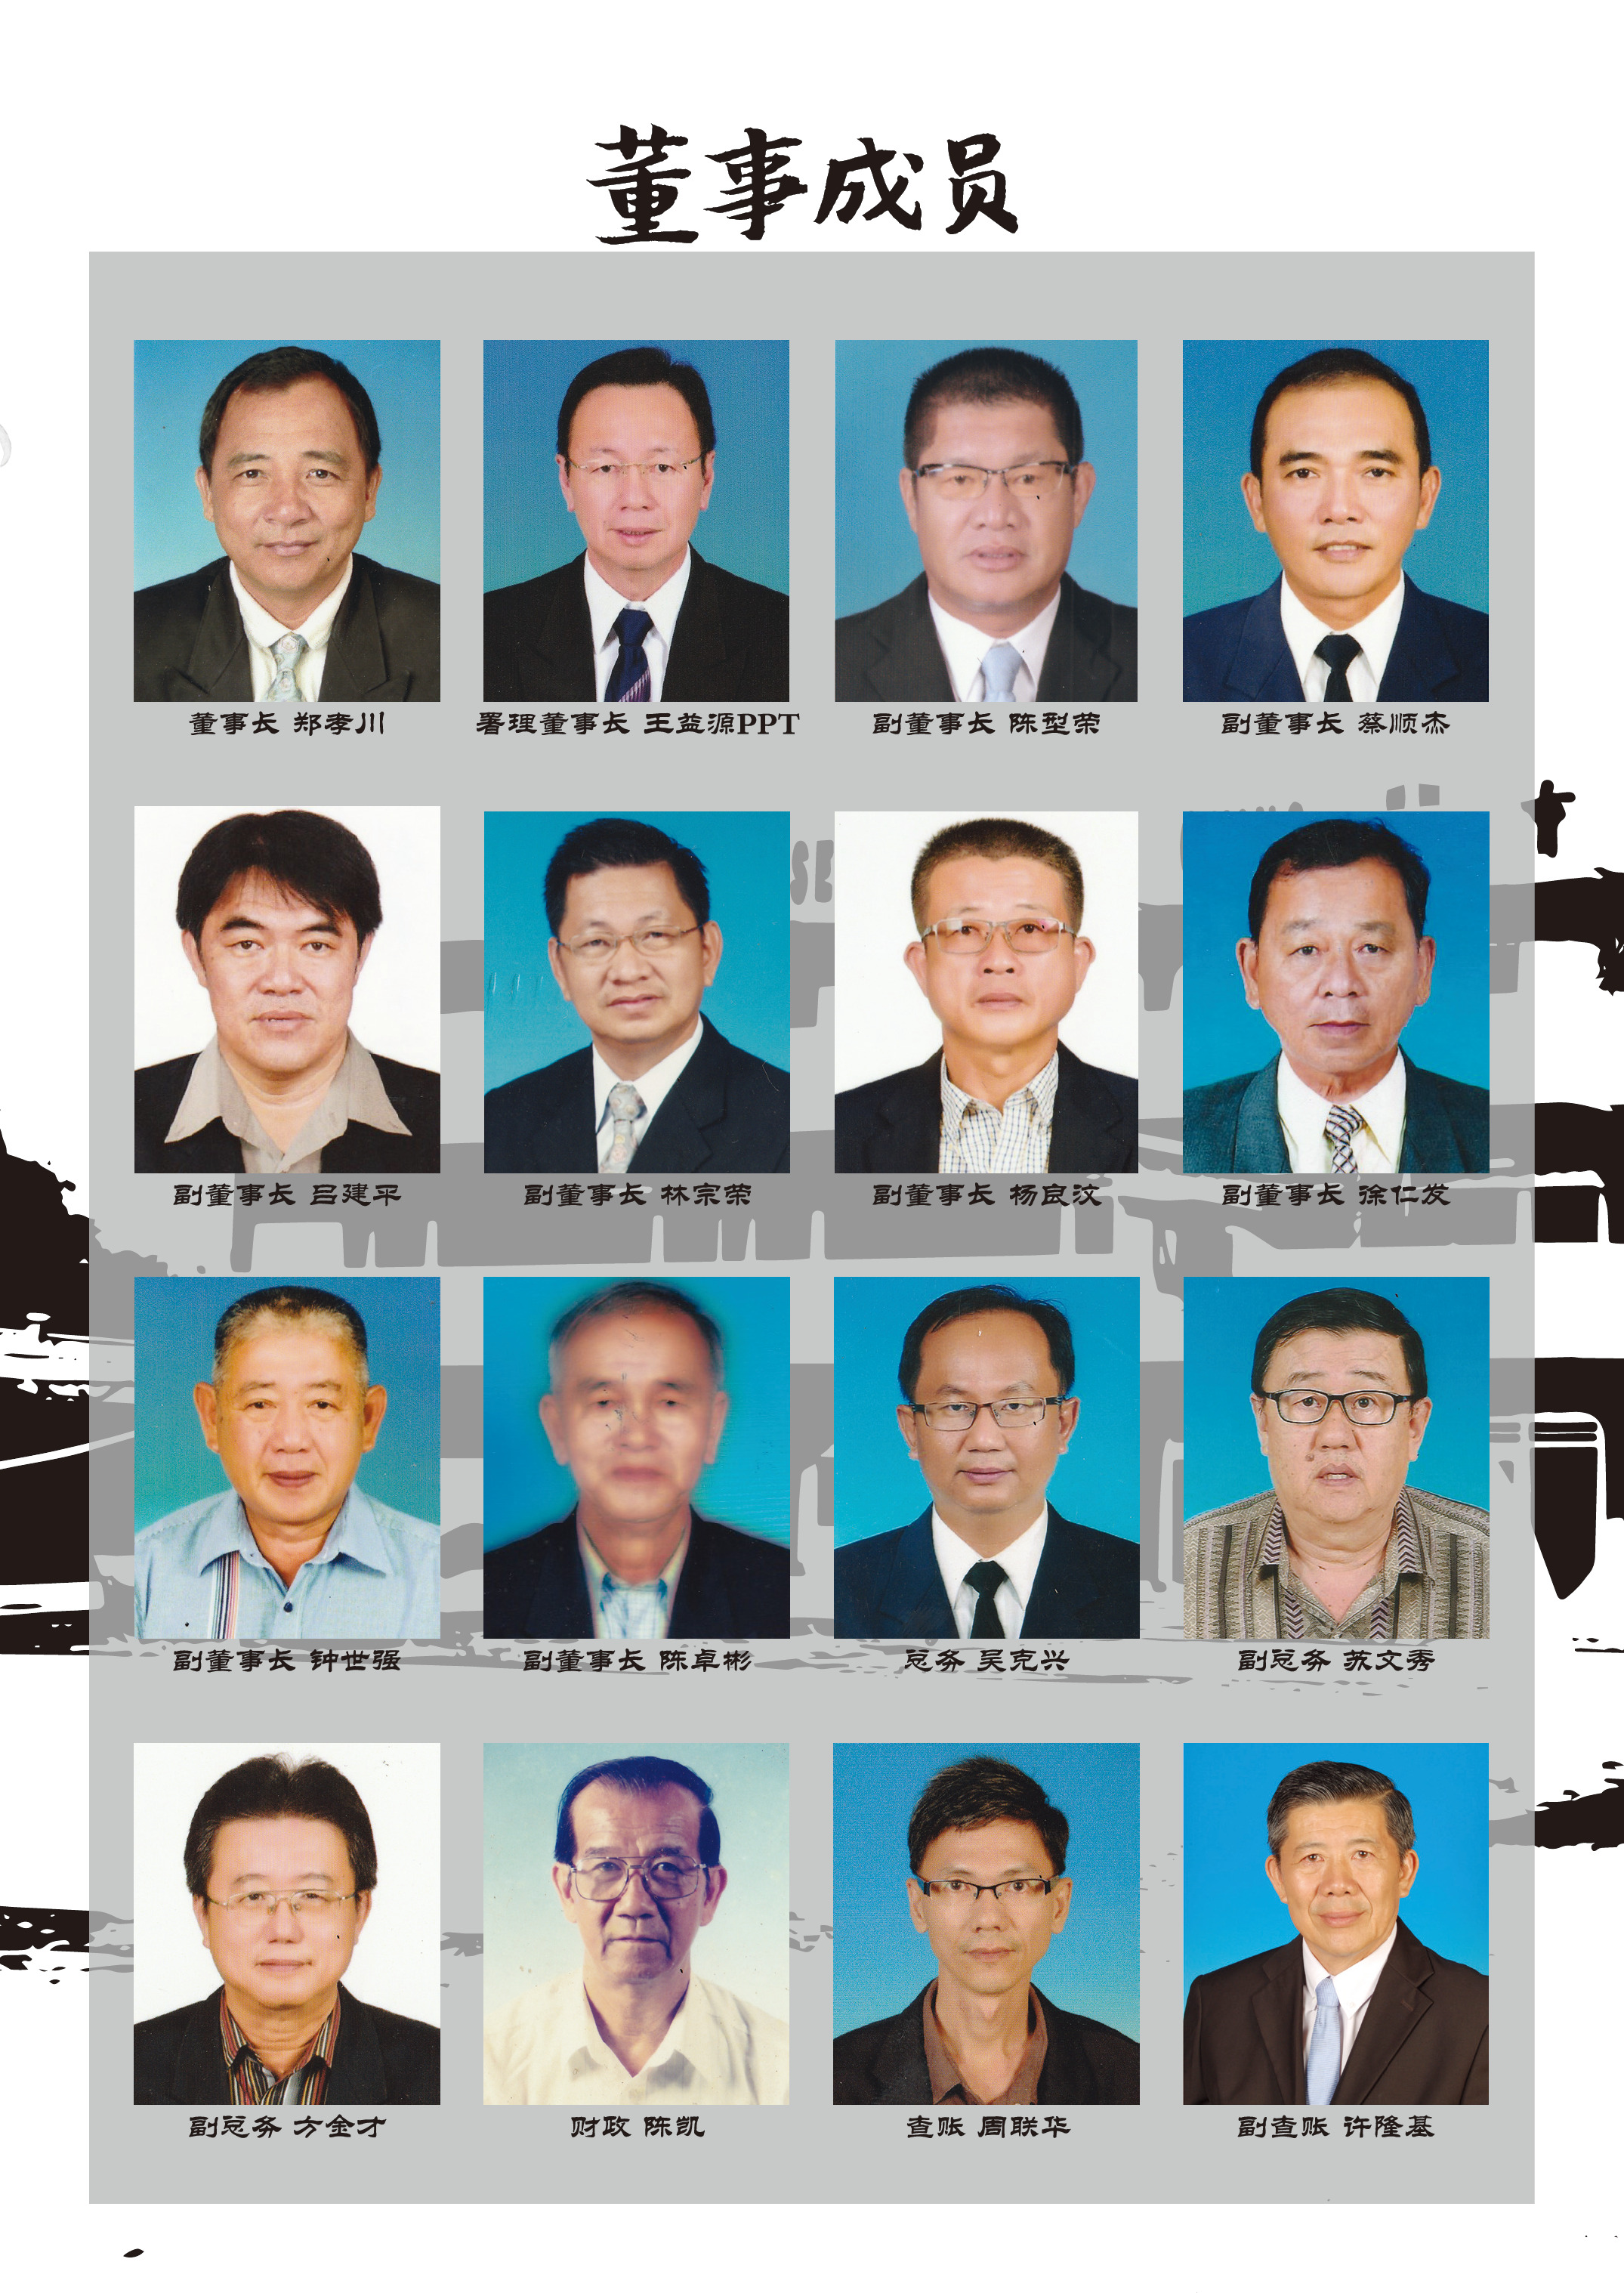 董事成员
董事长 郑孝川
署理董事长 王益源PPT
副董事长 陈型荣
副董事长 蔡顺杰
副董事长 吕建平
副董事长 林宗荣
副董事长 杨良汶
副董事长 徐仁发
副董事长 钟世强
副董事长 陈卓彬
总务 吴克兴
副总务 苏文秀
副总务 方金才
财政 陈凯
查账 周联华
副查账 许隆基